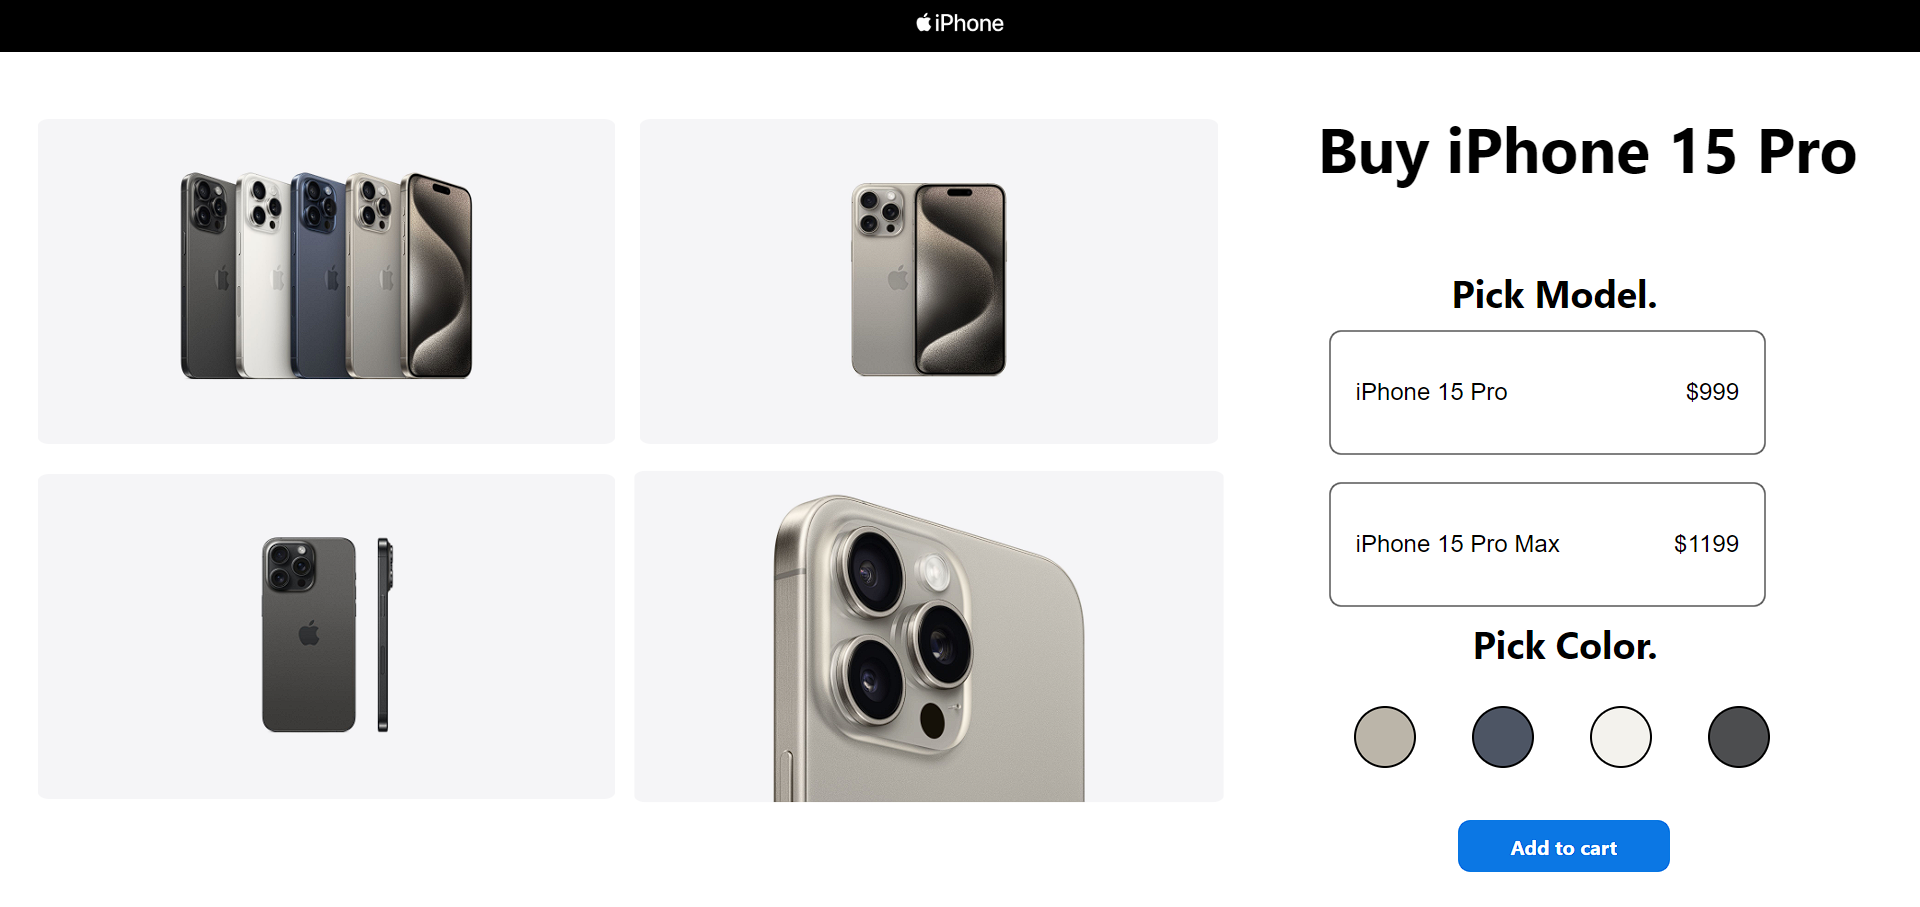 iPhone
Buy iPhone 15 Pro
Pick Model.
iPhone 15 Pro $999
iPhone 15 Pro Max $1199
Pick Color.
Add to cart